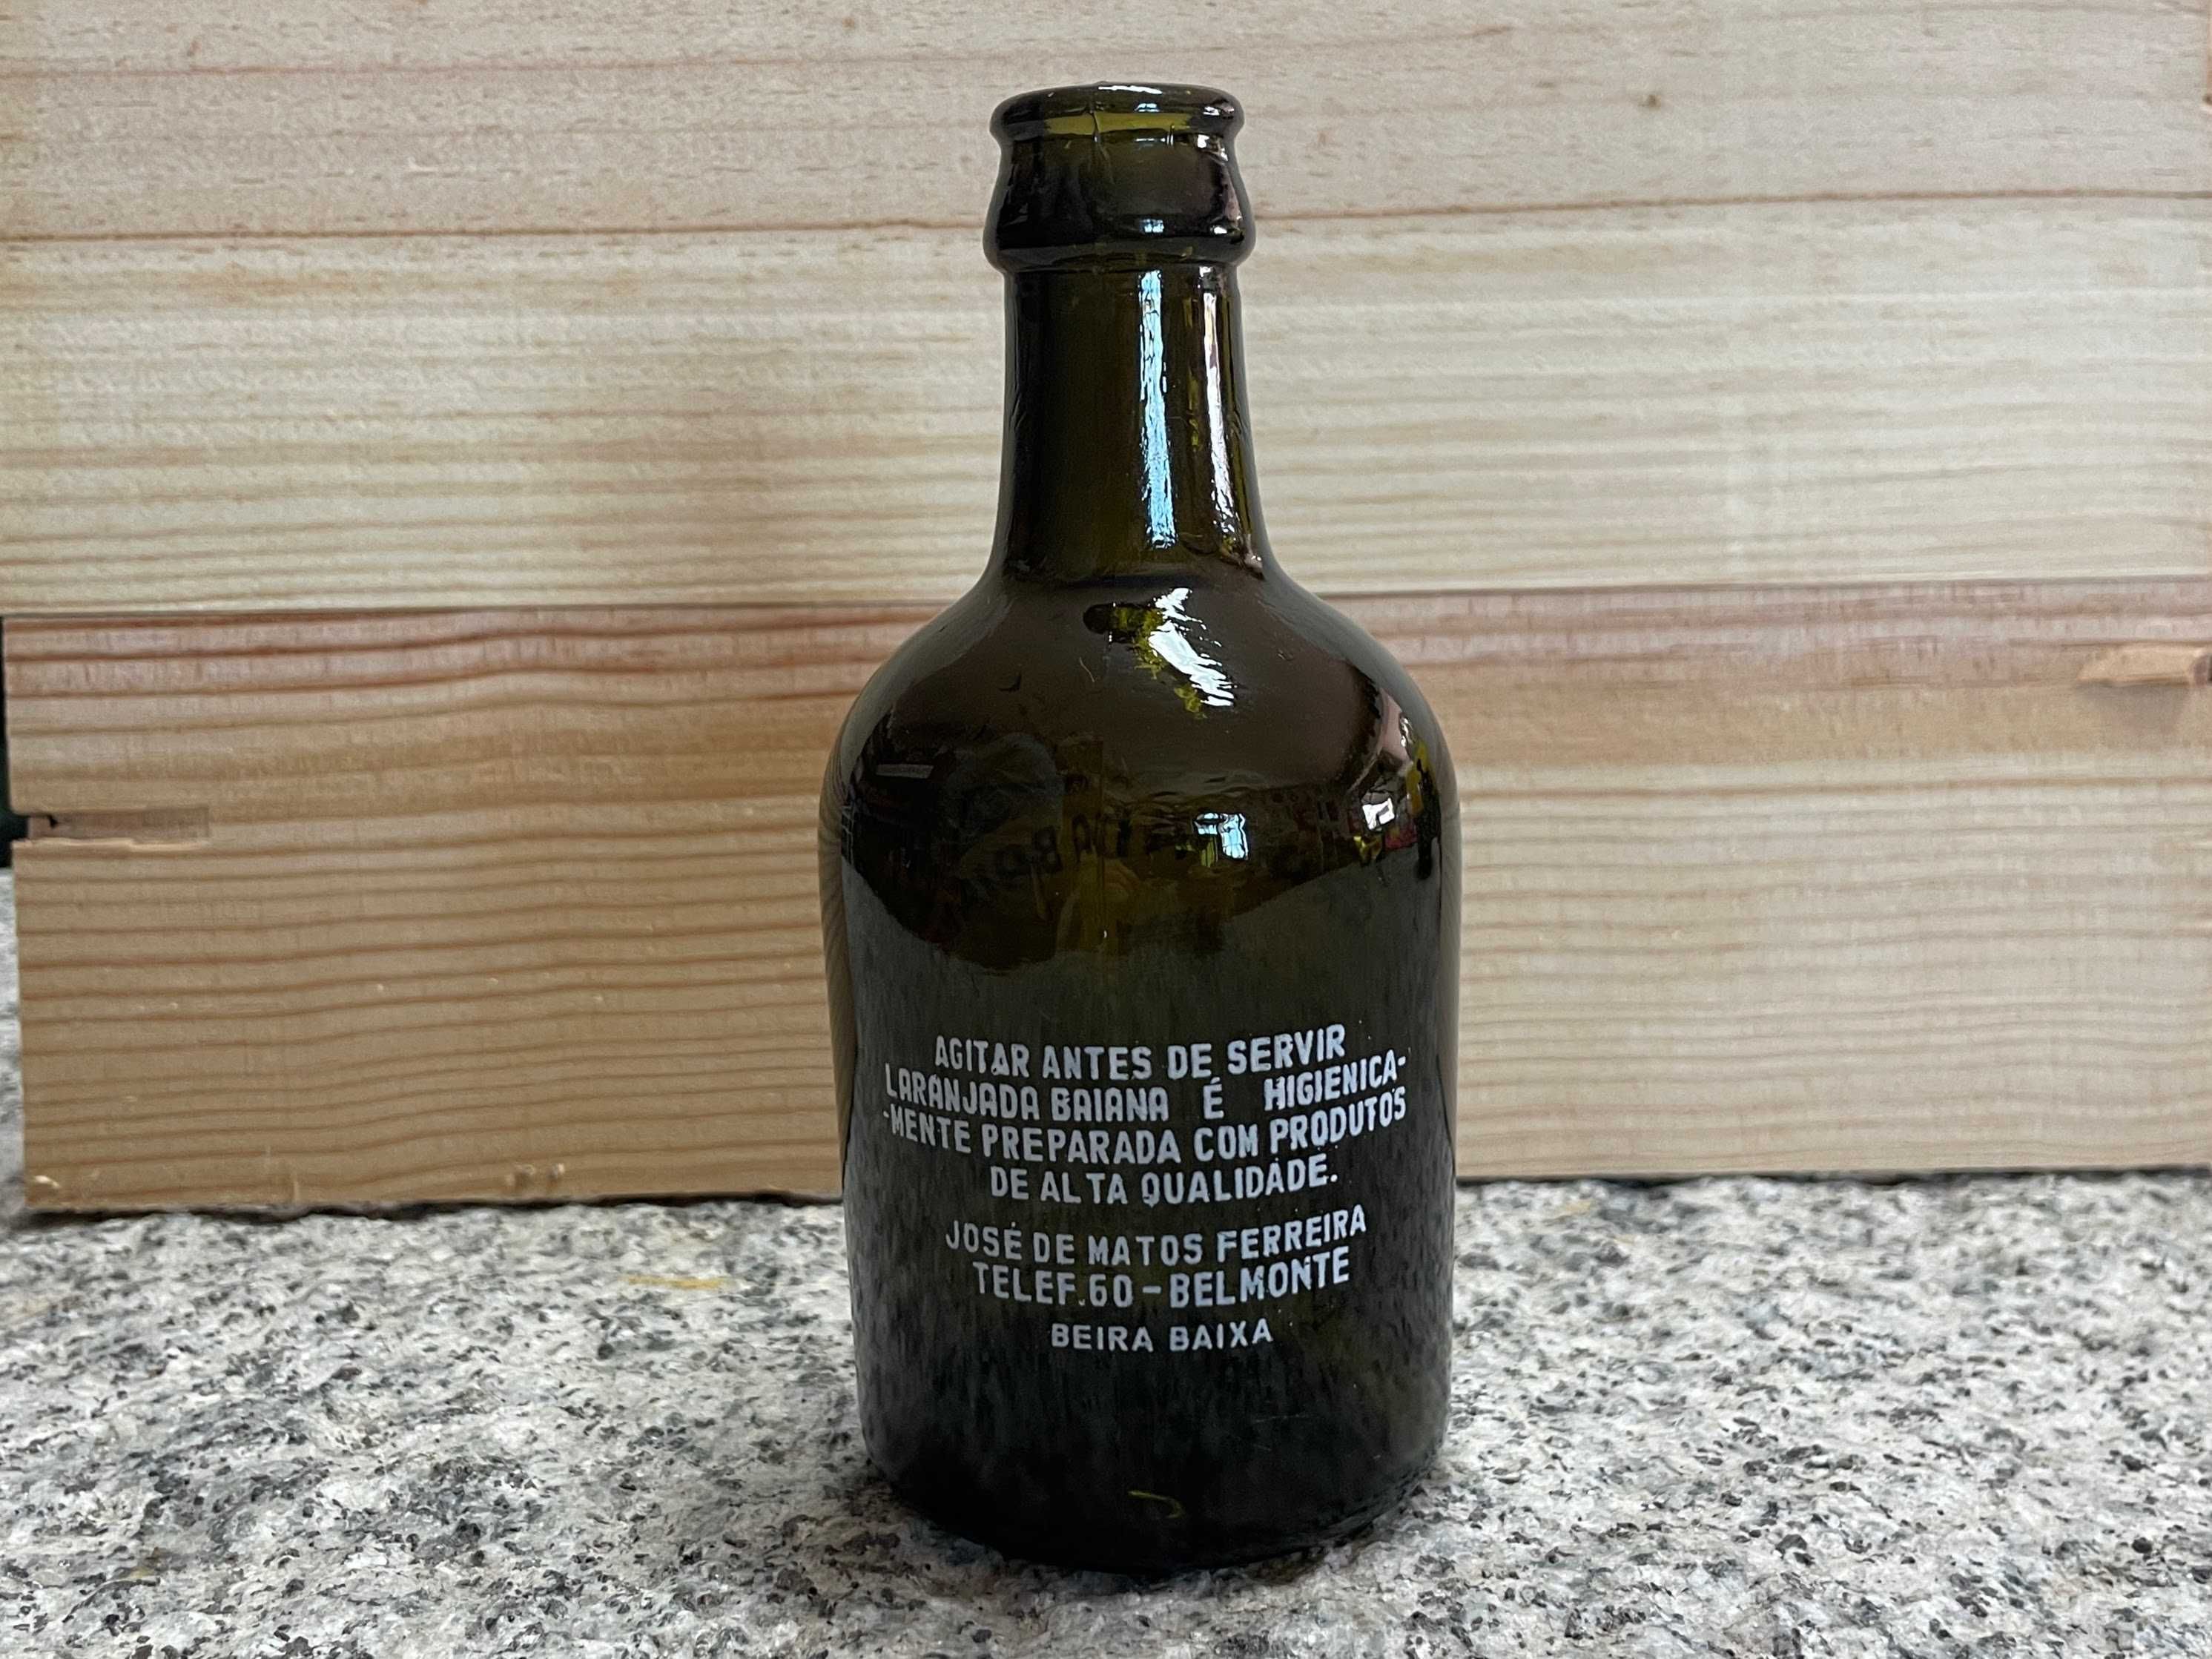 AGITAR ANTES DE SERVIR
LARANJADA BAIANA É HIGIENICA-
-MENTE PREPARADA COM PRODUTOS
DE ALTA QUALIDADE.
JOSÉ DE MATOS FERREIRA
TELEF.60-BELMONTE
BEIRA BAIXA